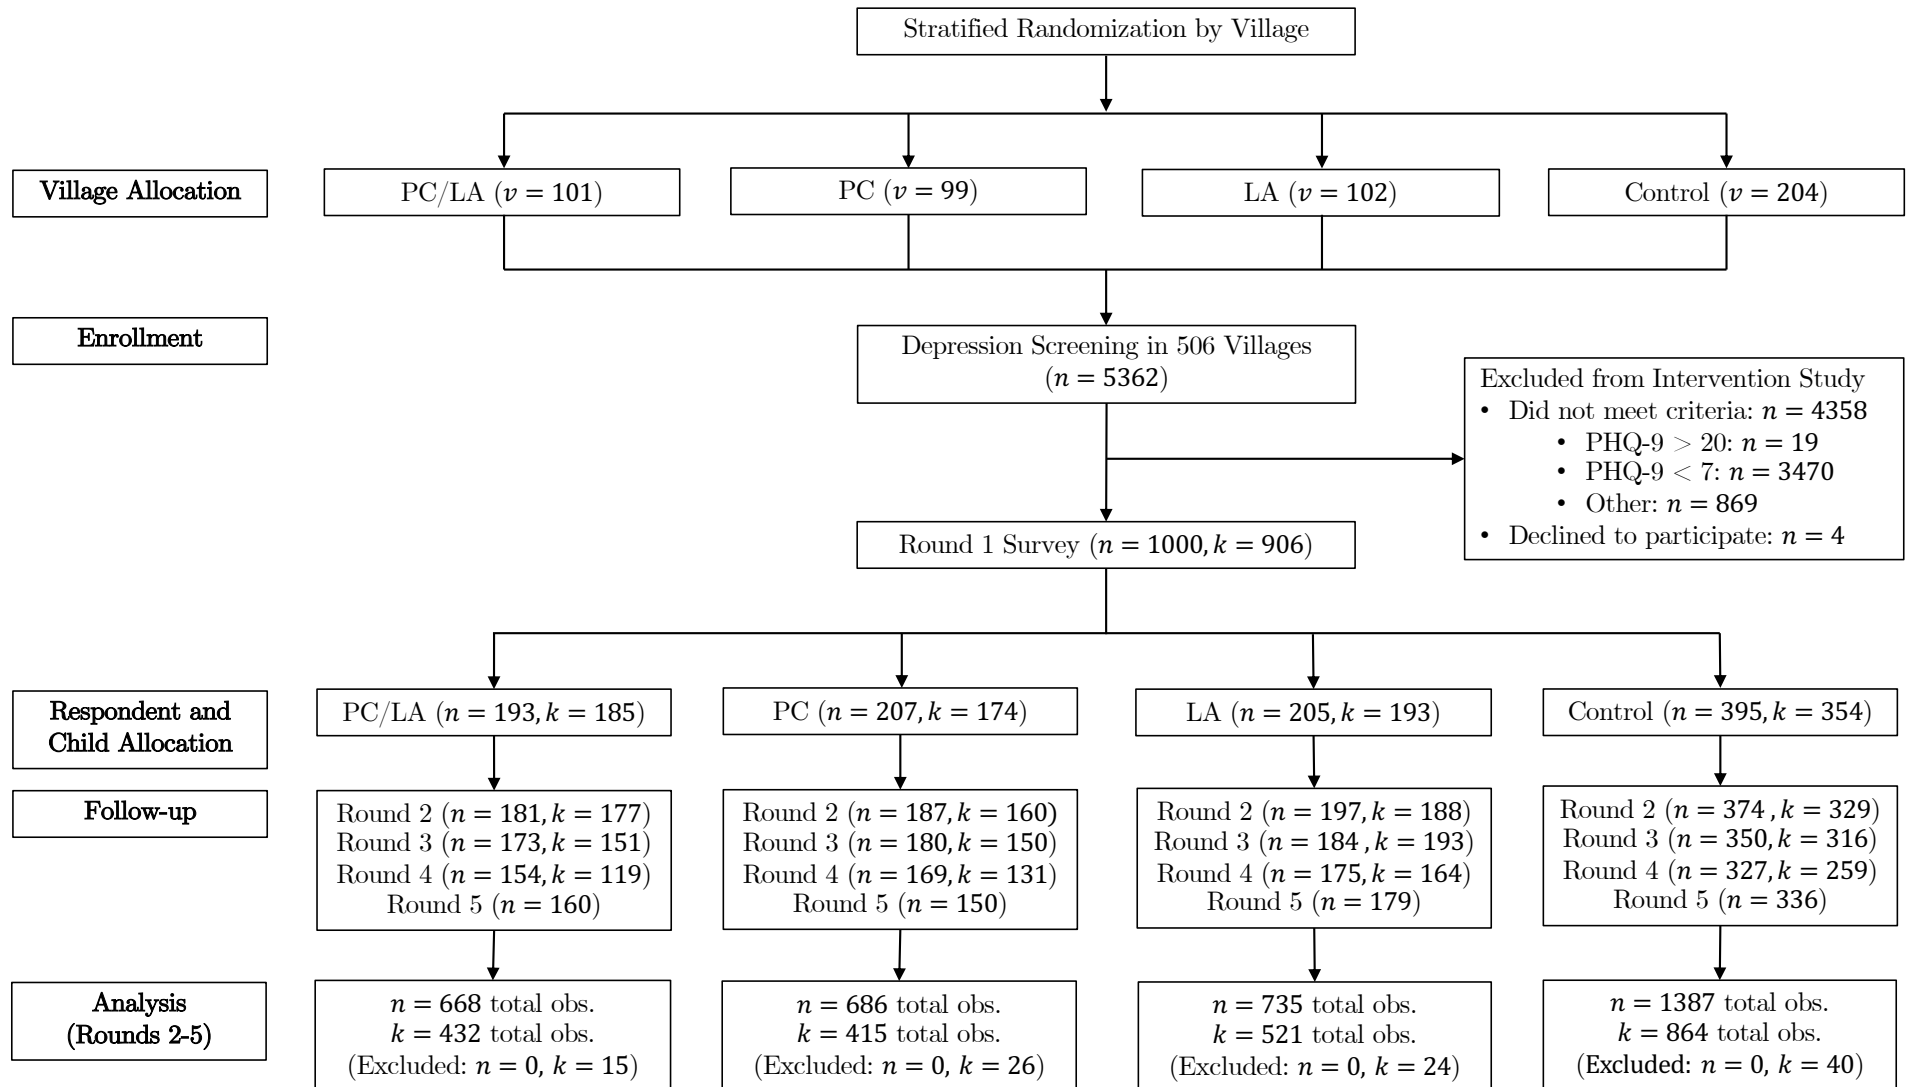 Stratified Randomization by Village
Village Allocation
PC/LA (v = 101)
PC (v = 99)
LA (v = 102)
Control (v = 204)
Enrollment
Depression Screening in 506 Villages
(n = 5362)
Excluded from Intervention Study
• Did not meet criteria: n = 4358
• PHQ-9 > 20: n = 19
• PHQ-9 < 7: n = 3470
• Other: n = 869
• Declined to participate: n = 4
Round 1 Survey (n = 1000, k = 906)
Respondent and
Child Allocation
PC/LA (n = 193, k = 185)
PC (n = 207, k = 174)
LA (n = 205, k = 193)
Control (n = 395, k = 354)
Follow-up
Round 2 (n = 181, k = 177)
Round 3 (n = 173, k = 151)
Round 4 (n = 154, k = 119)
Round 5 (n = 160)
Round 2 (n = 187, k = 160)
Round 3 (n = 180, k = 150)
Round 4 (n = 169, k = 131)
Round 5 (n = 150)
Round 2 (n = 197, k = 188)
Round 3 (n = 184 , k = 193)
Round 4 (n = 175, k = 164)
Round 5 (n = 179)
Round 2 (n = 374 , k = 329)
Round 3 (n = 350, k = 316)
Round 4 (n = 327, k = 259)
Round 5 (n = 336)
Analysis
(Rounds 2-5)
n = 668 total obs.
k = 432 total obs.
(Excluded: n = 0, k = 15)
n = 686 total obs.
k = 415 total obs.
(Excluded: n = 0, k = 26)
n = 735 total obs.
k = 521 total obs.
(Excluded: n = 0, k = 24)
n = 1387 total obs.
k = 864 total obs.
(Excluded: n = 0, k = 40)